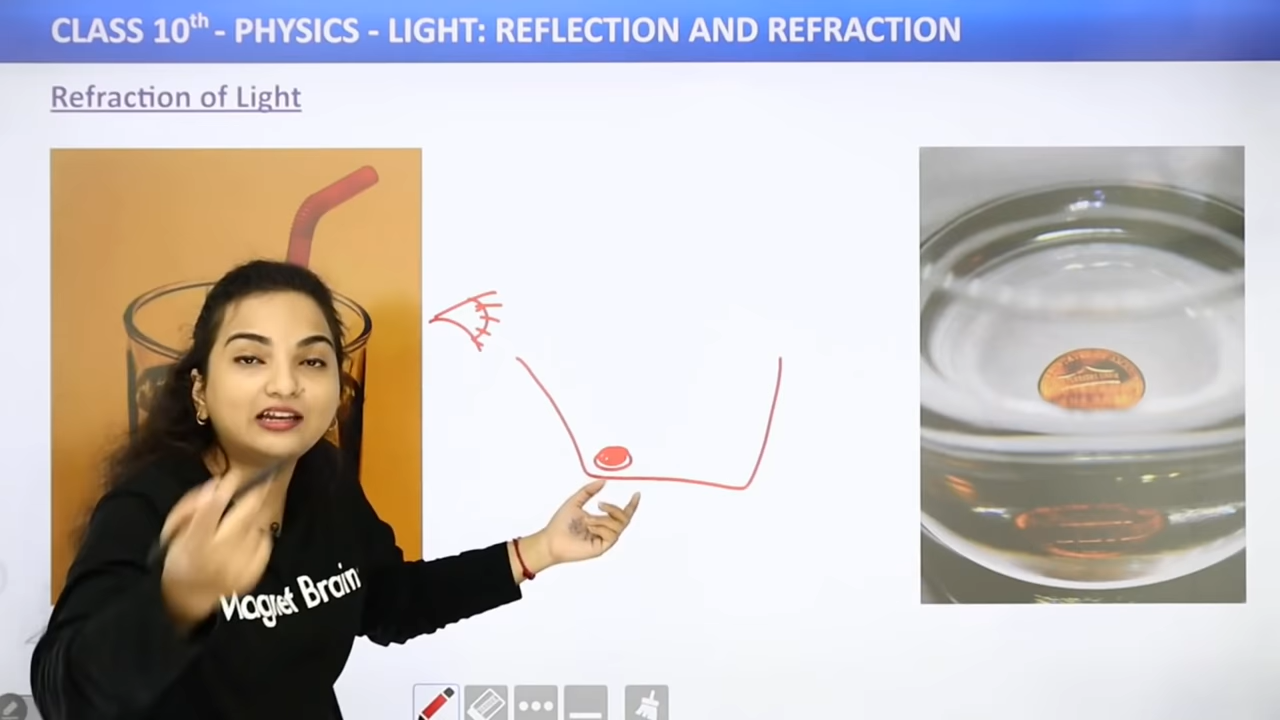 CLASS 10th - PHYSICS - LIGHT: REFLECTION AND REFRACTION
Refraction of Light
Magnet Brain